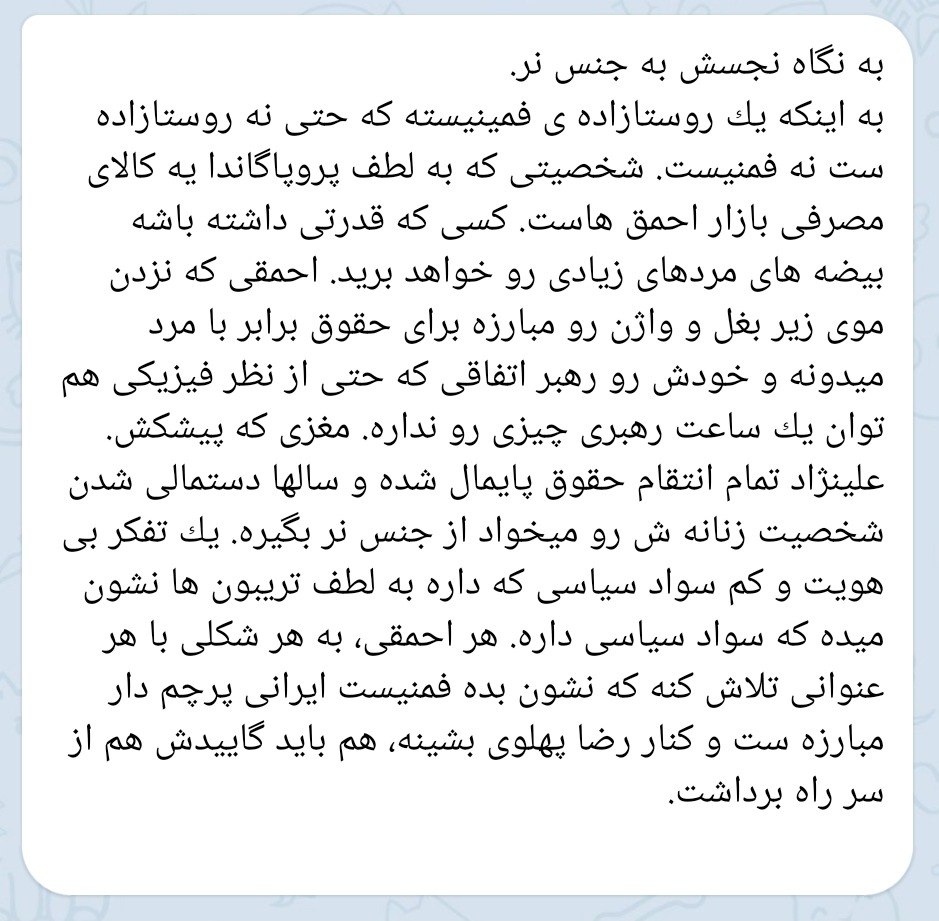 به نگاه نجسش به جنس نر.
به اینکه یك روستازاده ی فمینیسته که حتی نه روستازاده
ست نه فمنیست. شخصیتی که به لطف پروپاگاندا یه کالای
مصرفی بازار احمق هاست. کسی که قدرتی داشته باشه
بیضه های مردهای زیادی رو خواهد برید. احمقی که نزدن
موی زیر بغل و واژن رو مبارزه برای حقوق برابر با مرد
میدونه و خودش رو رهبر اتفاقی که حتی از نظر فیزیکی هم
توان یك ساعت رهبری چیزی رو نداره. مغزی که پیشکش.
علینژاد تمام انتقام حقوق پایمال شده و سالها دستمالی شدن
شخصیت زنانه ش رو میخواد از جنس نر بگیره. یك تفکر بی
هویت و کم سواد سیاسی که داره به لطف تریبون ها نشون
میده که سواد سیاسی داره. هر احمقی، به هر شکلی با هر
عنوانی تلاش کنه که نشون بده فمنیست ایرانی پرچم دار
مبارزه ست و کنار رضا پهلوی بشینه، هم باید گاییدش هم از
سر راه برداشت.